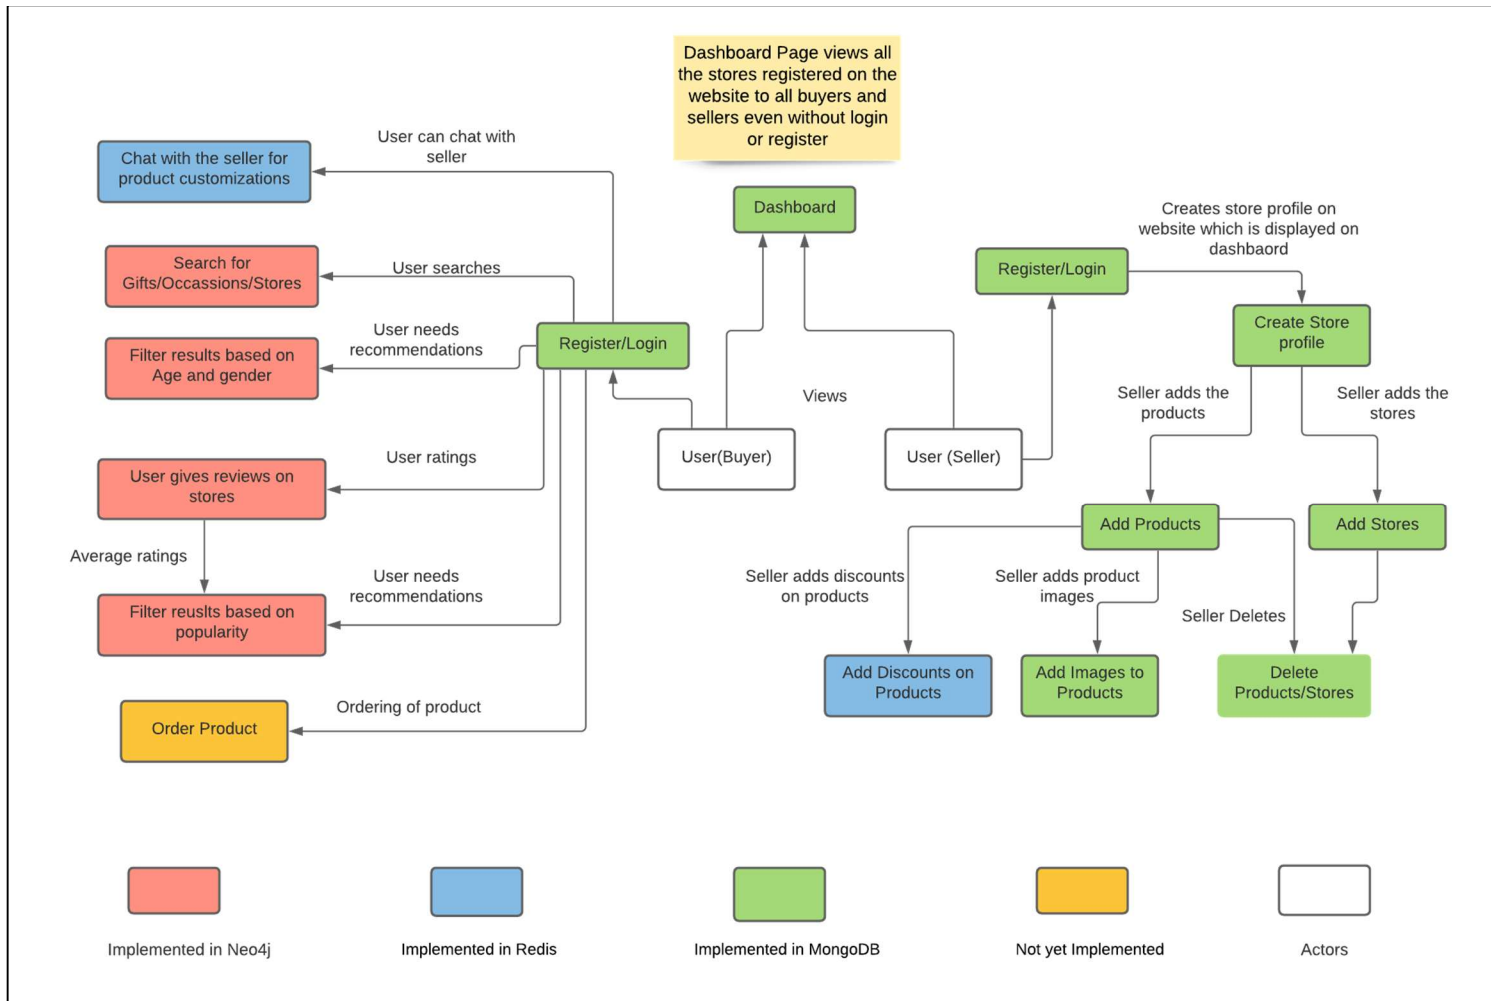 Dashboard Page views all
the stores registered on the
website to all buyers and
sellers even without login
or register
User can chat with
seller
Chat with the seller for
product customizations
Dashboard
Creates store profile on
website which is displayed on
dashbaord
Search for
Gifts/Occassions/Stores
User searches
Register/Login
User needs
recommendations
Register/Login
Create Store
profile
Filter results based on
Age and gender
Views
Seller adds the
products
Seller adds the
stores
User ratings
User(Buyer)
User (Seller)
User gives reviews on
stores
Add Products
Add Stores
Average ratings
User needs
recommendations
Seller adds discounts
on products
Seller adds product
images
Seller Deletes
Filter reuslts based on
popularity
Add Discounts on
Products
Add Images to
Products
Delete
Products/Stores
Ordering of product
Order Product
Implemented in Neo4j
Implemented in Redis
Implemented in MongoDB
Not yet Implemented
Actors